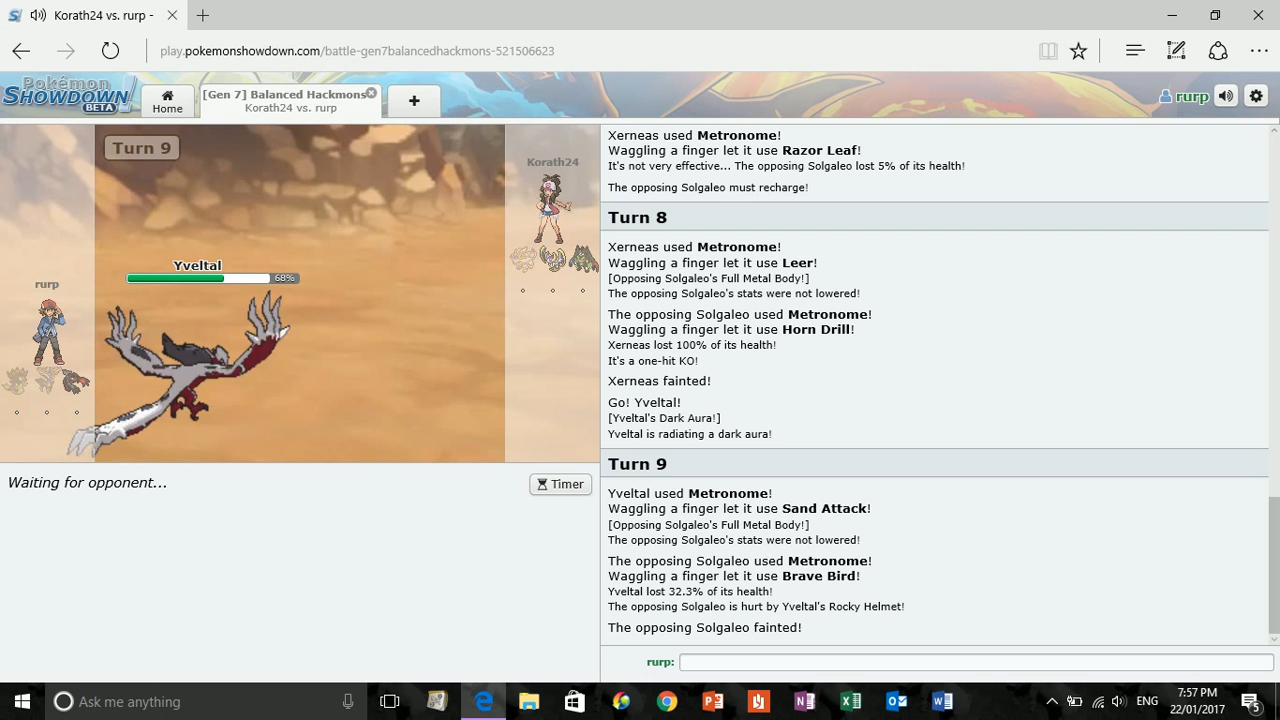 Korath24 vs. rurp -
play.pokemonshowdown.com/battle-gen7balancedhackmons-521506623
Pokémon
SHOWDOWN
BETA
Home
[Gen 7] Balanced Hackmons
Korath24 vs. rurp
rurp
Turn 9
Korath24
Yveltal
68%
rurp
Waiting for opponent...
Timer
Xerneas used Metronome!
Waggling a finger let it use Razor Leaf!
It's not very effective... The opposing Solgaleo lost 5% of its health!
The opposing Solgaleo must recharge!
Turn 8
Xerneas used Metronome!
Waggling a finger let it use Leer!
[Opposing Solgaleo's Full Metal Body!]
The opposing Solgaleo's stats were not lowered!
The opposing Solgaleo used Metronome!
Waggling a finger let it use Horn Drill!
Xerneas lost 100% of its health!
It's a one-hit KO!
Xerneas fainted!
Go! Yveltal!
[Yveltal's Dark Aura!]
Yveltal is radiating a dark aura!
Turn 9
Yveltal used Metronome!
Waggling a finger let it use Sand Attack!
[Opposing Solgaleo's Full Metal Body!]
The opposing Solgaleo's stats were not lowered!
The opposing Solgaleo used Metronome!
Waggling a finger let it use Brave Bird!
Yveltal lost 32.3% of its health!
The opposing Solgaleo is hurt by Yveltal's Rocky Helmet!
The opposing Solgaleo fainted!
rurp:
Ask me anything
ENG
7:57 PM
22/01/2017
5